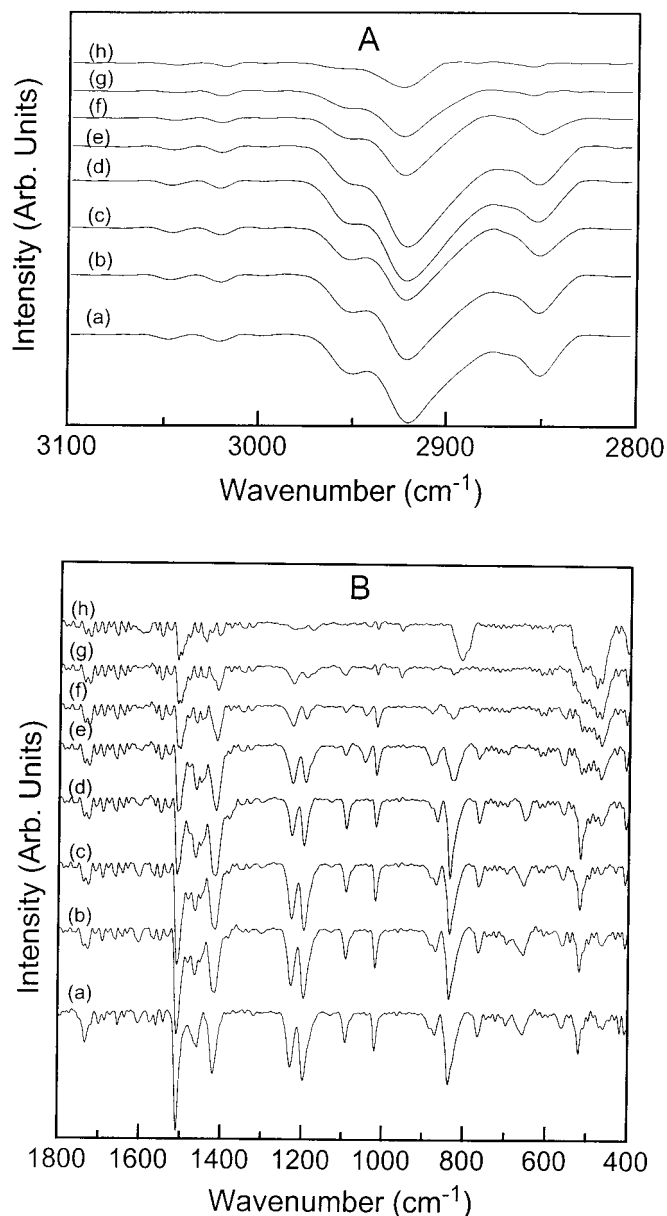 A
(h)
(g)
(f)
(e)
(d)
(c)
(b)
(a)
Intensity (Arb. Units)
3100 3000 2900 2800
Wavenumber (cm⁻¹)
B
(h)
(g)
(f)
(e)
(d)
(c)
(b)
(a)
Intensity (Arb. Units)
1800 1600 1400 1200 1000 800 600 400
Wavenumber (cm⁻¹)